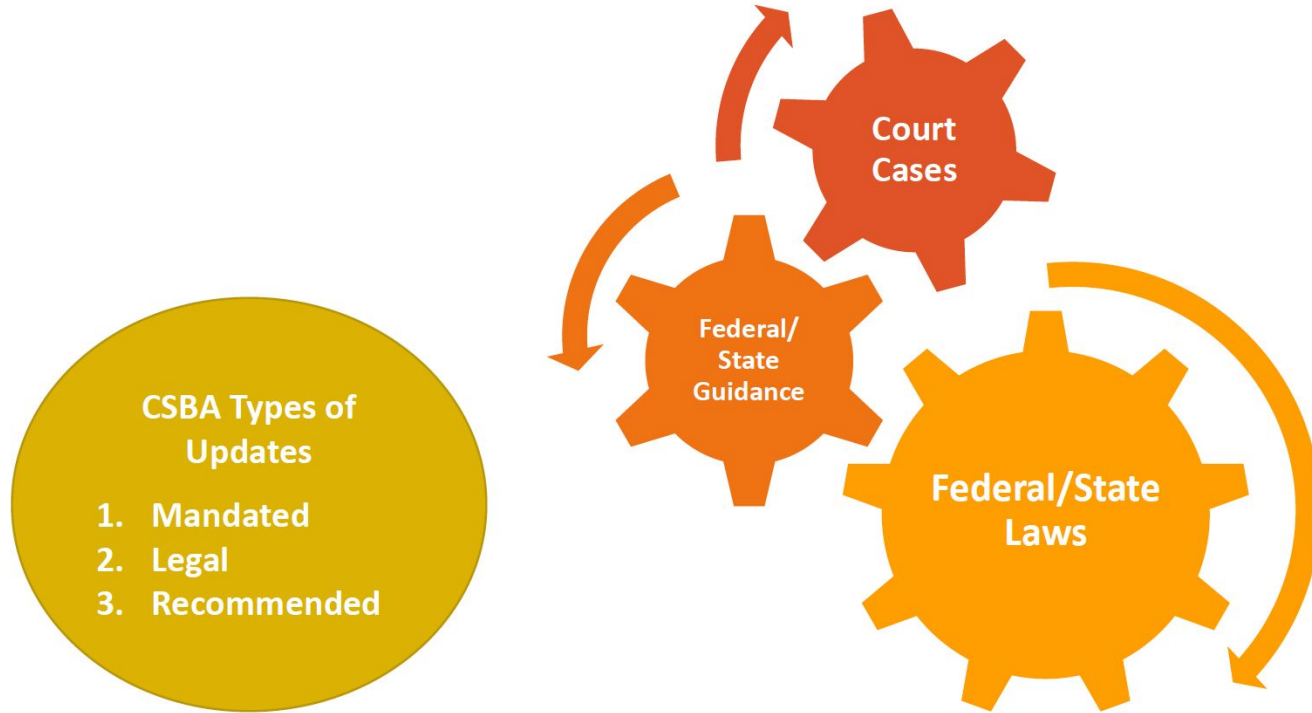 Court
Cases
Federal/
State
Guidance
Federal/State
Laws
CSBA Types of
Updates
1. Mandated
2. Legal
3. Recommended